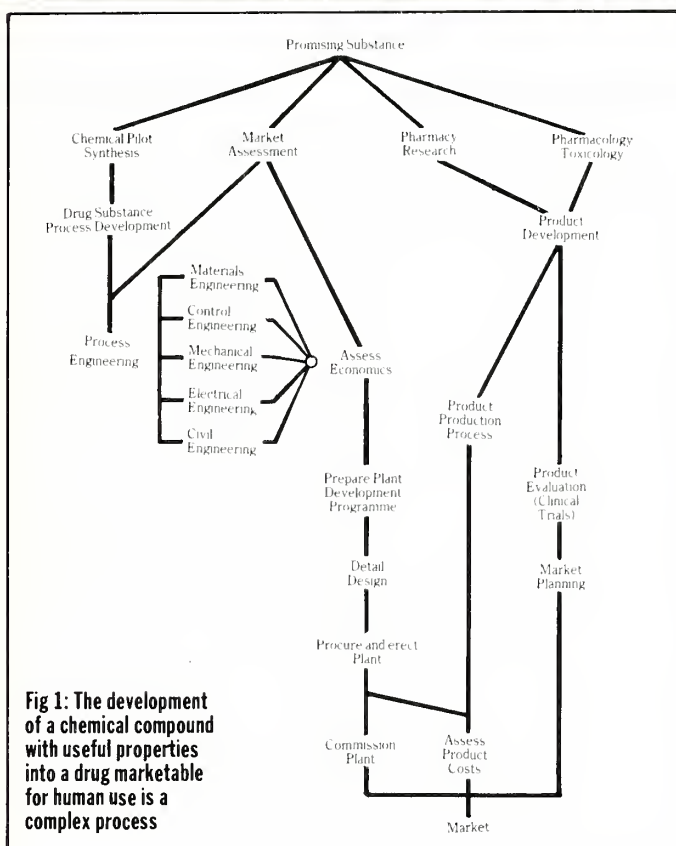 Promising Substance
Chemical Pilot
Synthesis
Market
Assessment
Pharmacy
Research
Pharmacology
Toxicology
Drug Substance
Process Development
Product
Development
Materials
Engineering
Control
Engineering
Mechanical
Engineering
Electrical
Engineering
Civil
Engineering
Process
Engineering
Assess
Economics
Product
Production
Process
Prepare Plant
Development
Programme
Product
Evaluation
(Clinical
Trials)
Detail
Design
Market
Planning
Procure and erect
Plant
Commission
Plant
Assess
Product
Costs
Market
Fig 1: The development
of a chemical compound
with useful properties
into a drug marketable
for human use is a
complex process